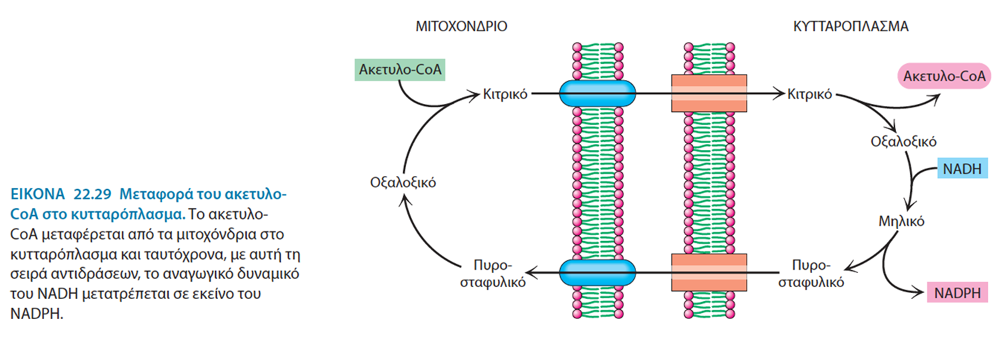 ΜΙΤΟΧΟΝΔΡΙΟ
ΚΥΤΤΑΡΟΠΛΑΣΜΑ
Ακετυλο-CoA
Ακετυλο-CoA
Κιτρικό
Κιτρικό
Οξαλοξικό
NADH
Οξαλοξικό
Μηλικό
Πυρο-
σταφυλικό
Πυρο-
σταφυλικό
NADPH
ΕΙΚΟΝΑ 22.29 Μεταφορά του ακετυλο-
CoA στο κυτταρόπλασμα. Το ακετυλο-
CoA μεταφέρεται από τα μιτοχόνδρια στο
κυτταρόπλασμα και ταυτόχρονα, με αυτή τη
σειρά αντιδράσεων, το αναγωγικό δυναμικό
του NADH μετατρέπεται σε εκείνο του
NADPH.